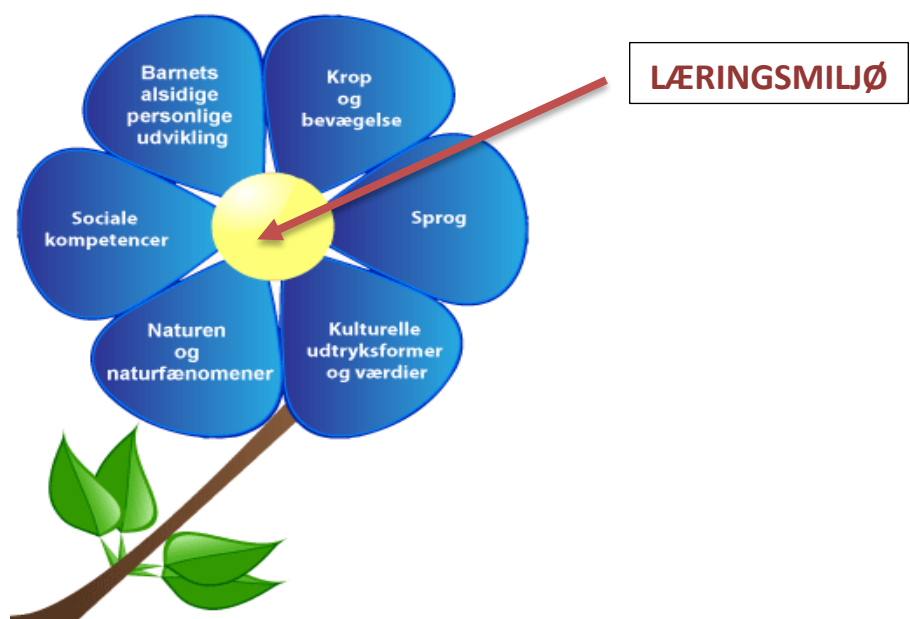 Barnets
alsidige
personlige
udvikling
Krop
og
bevægelse
LÆRINGSMILJØ
Sociale
kompetencer
Sprog
Naturen
og
naturfænomener
Kulturelle
udtryksformer
og værdier